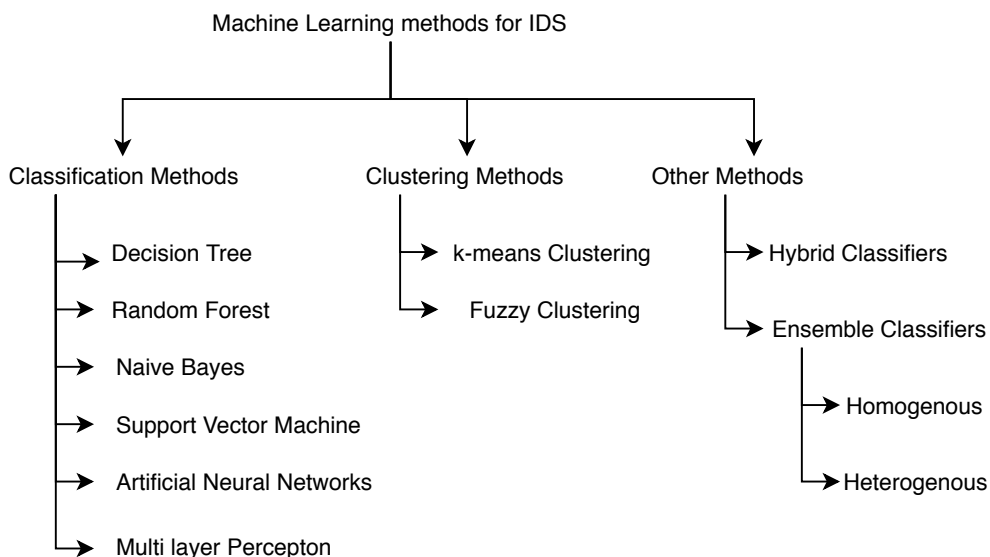 Machine Learning methods for IDS
Classification Methods
Clustering Methods
Other Methods
Decision Tree
Random Forest
Naive Bayes
Support Vector Machine
Artificial Neural Networks
Multi layer Percepton
k-means Clustering
Fuzzy Clustering
Hybrid Classifiers
Ensemble Classifiers
Homogenous
Heterogenous